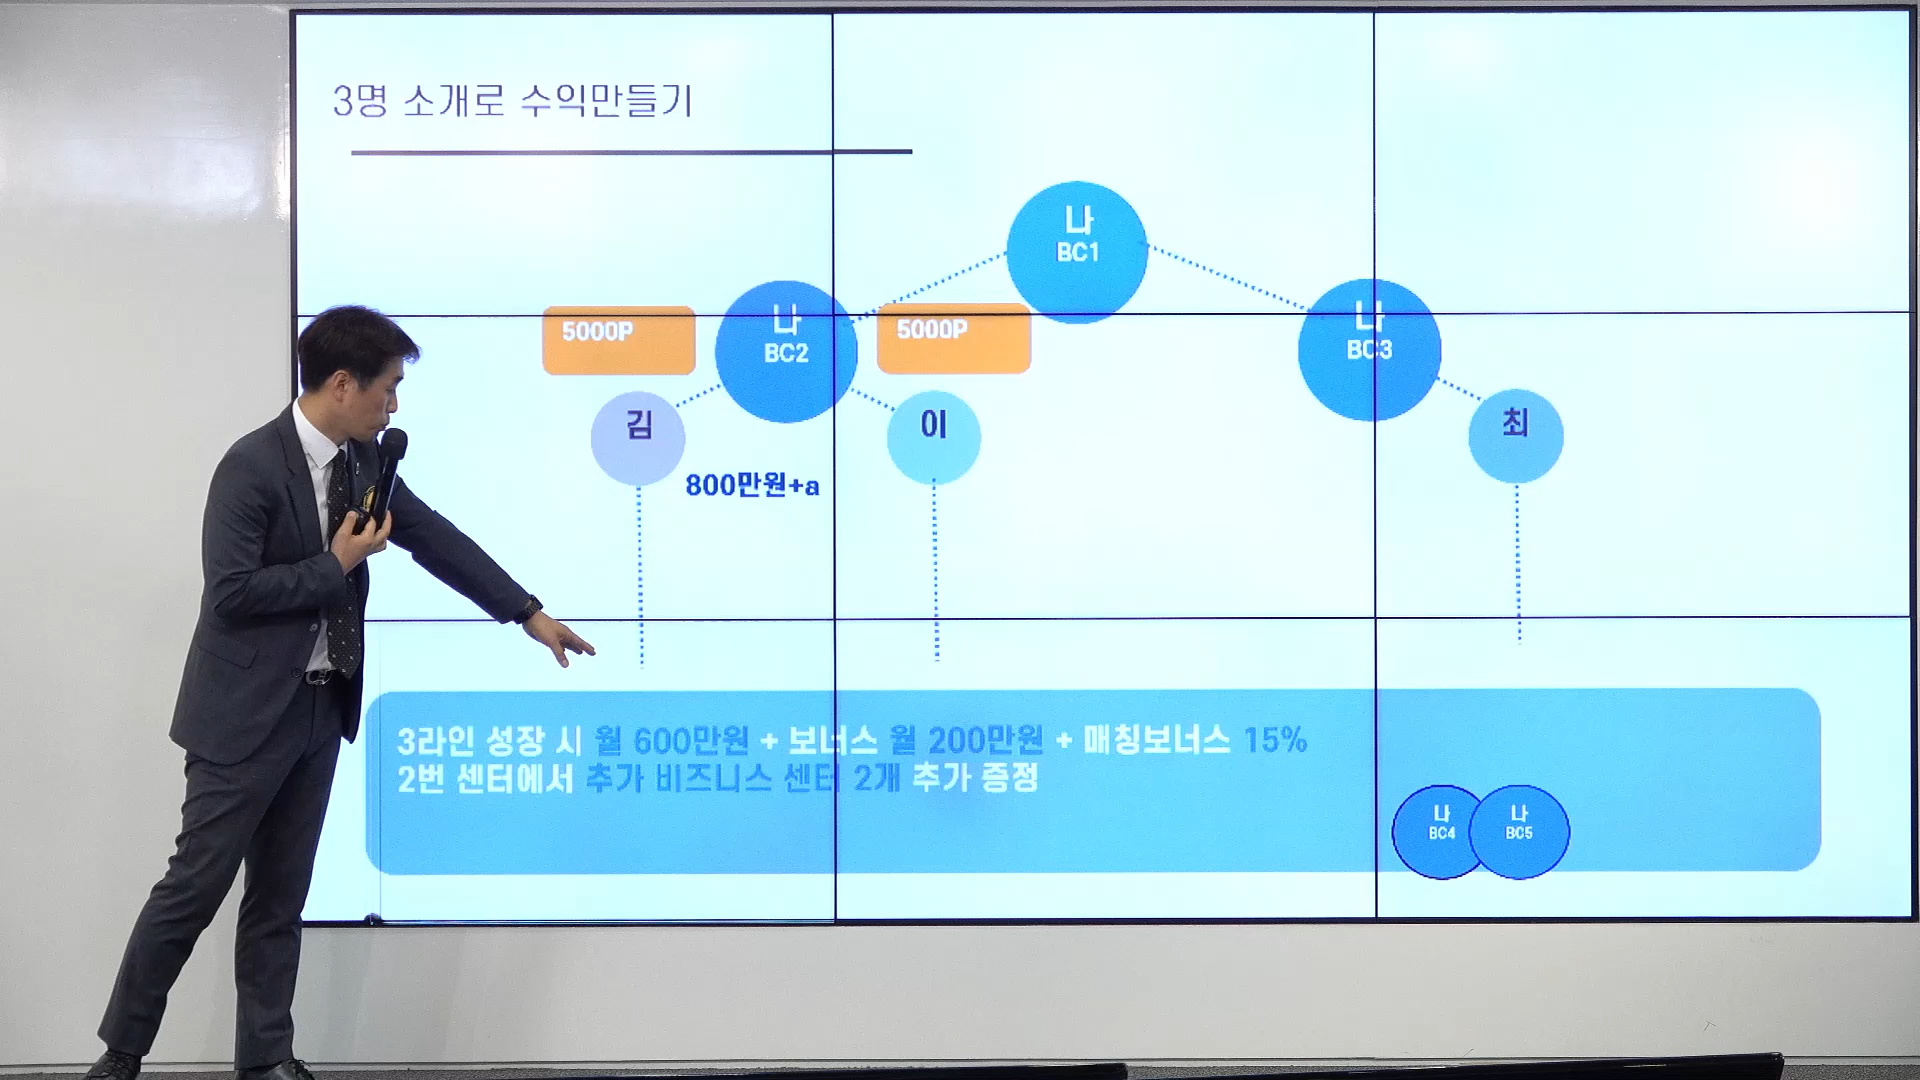 3명 소개로 수익만들기
나
BC1
5000P
나
BC2
5000P
나
BC3
김
이
최
800만원+a
3라인 성장 시 월 600만원 + 보너스 월 200만원 + 매칭보너스 15%
2번 센터에서 추가 비즈니스 센터 2개 추가 증정
나
BC4
나
BC5